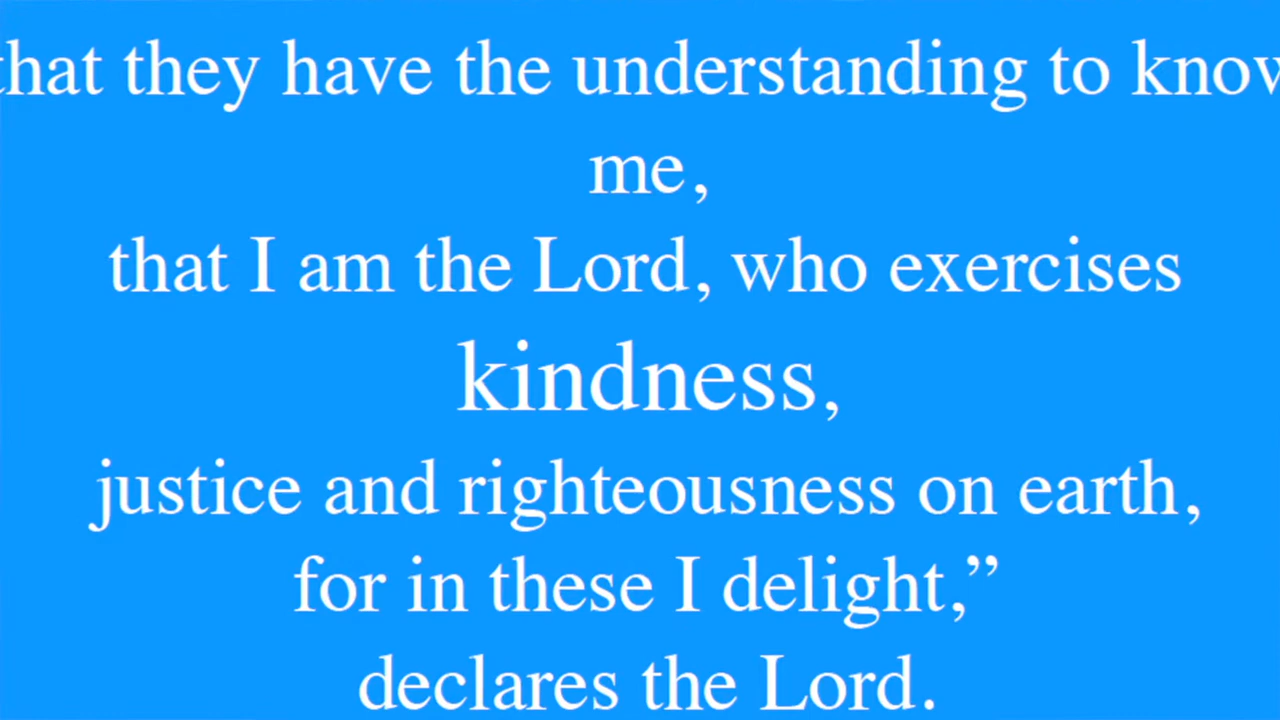 that they have the understanding to know
me,
that I am the Lord, who exercises
kindness,
justice and righteousness on earth,
for in these I delight,”
declares the Lord.